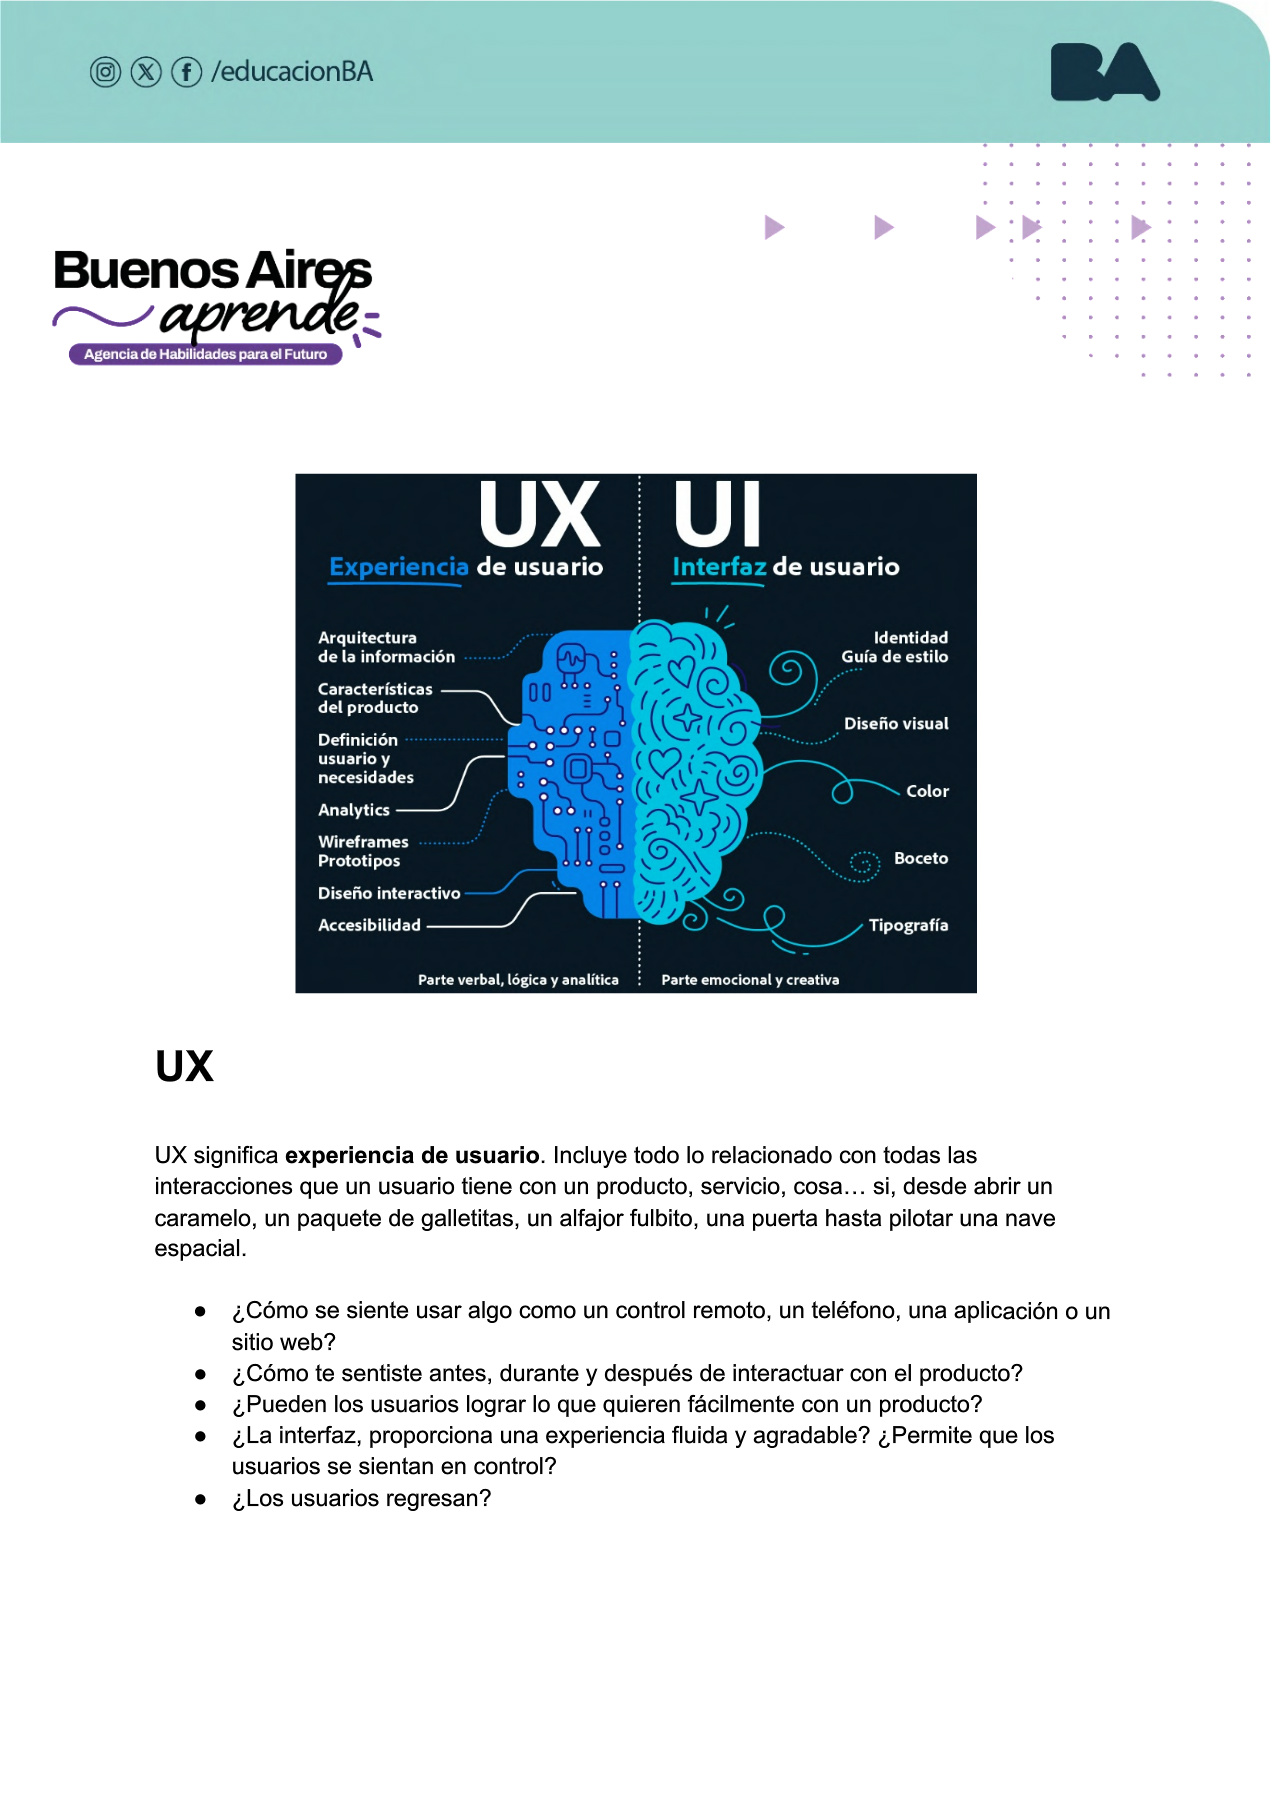 /educacionBA
BA
Buenos Aires
aprende
Agencia de Habilidades para el Futuro
UX
Experiencia de usuario
Arquitectura
de la información
Características
del producto
Definición
usuario y
necesidades
Analytics
Wireframes
Prototipos
Diseño interactivo
Accesibilidad
Parte verbal, lógica y analítica
UI
Interfaz de usuario
Identidad
Guía de estilo
Diseño visual
Color
Boceto
Tipografía
Parte emocional y creativa
UX
UX significa experiencia de usuario. Incluye todo lo relacionado con todas las
interacciones que un usuario tiene con un producto, servicio, cosa… si, desde abrir un
caramelo, un paquete de galletitas, un alfajor fulbito, una puerta hasta pilotar una nave
espacial.
● ¿Cómo se siente usar algo como un control remoto, un teléfono, una aplicación o un
sitio web?
● ¿Cómo te sentiste antes, durante y después de interactuar con el producto?
● ¿Pueden los usuarios lograr lo que quieren fácilmente con un producto?
● ¿La interfaz, proporciona una experiencia fluida y agradable? ¿Permite que los
usuarios se sientan en control?
● ¿Los usuarios regresan?